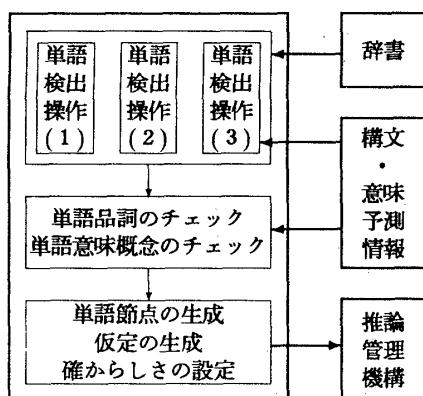 単語
検出
操作
(1)
単語
検出
操作
(2)
単語
検出
操作
(3)
辞書
構文
・
意味
予測
情報
単語品詞のチェック
単語意味概念のチェック
単語節点の生成
仮定の生成
確からしさの設定
推論
管理
機構